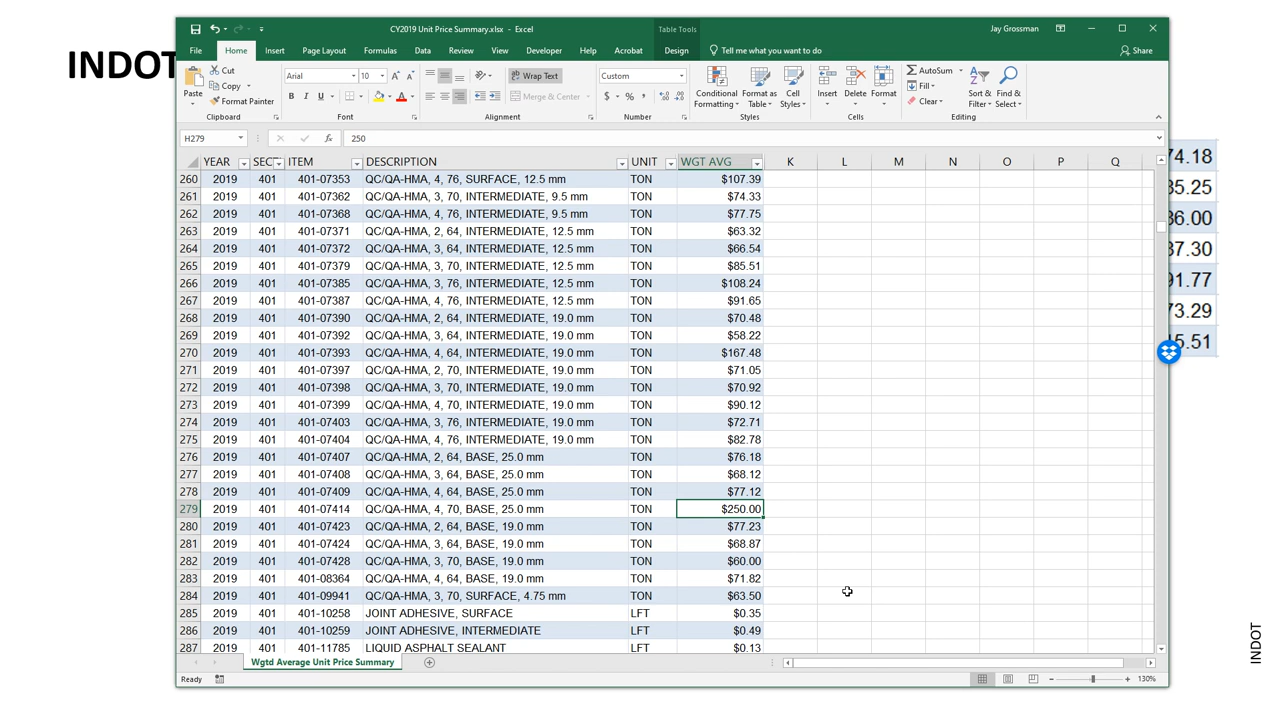 CY2019 Unit Price Summary.xlsx - Excel Table Tools Jay Grossman
File Home Insert Page Layout Formulas Data Review View Developer Help Acrobat Design Tell me what you want to do Share
INDOT
Cut
Copy
Format Painter
Paste
Clipboard
Arial 10
B I U
Font
Wrap Text
Merge & Center
Alignment
Custom
$ % ,
Number
Conditional Formatting
Format as Table
Cell Styles
Styles
Insert Delete Format
Cells
AutoSum
Fill
Clear
Sort & Filter
Find & Select
Editing
H279 fx 250
YEAR SECT ITEM DESCRIPTION UNIT WGT AVG K L M N O P Q
260 2019 401 401-07353 QC/QA-HMA, 4, 76, SURFACE, 12.5 mm TON $107.39
261 2019 401 401-07362 QC/QA-HMA, 3, 70, INTERMEDIATE, 9.5 mm TON $74.33
262 2019 401 401-07368 QC/QA-HMA, 4, 76, INTERMEDIATE, 9.5 mm TON $77.75
263 2019 401 401-07371 QC/QA-HMA, 2, 64, INTERMEDIATE, 12.5 mm TON $63.32
264 2019 401 401-07372 QC/QA-HMA, 3, 64, INTERMEDIATE, 12.5 mm TON $66.54
265 2019 401 401-07379 QC/QA-HMA, 3, 70, INTERMEDIATE, 12.5 mm TON $85.51
266 2019 401 401-07385 QC/QA-HMA, 3, 76, INTERMEDIATE, 12.5 mm TON $108.24
267 2019 401 401-07387 QC/QA-HMA, 4, 76, INTERMEDIATE, 12.5 mm TON $91.65
268 2019 401 401-07390 QC/QA-HMA, 2, 64, INTERMEDIATE, 19.0 mm TON $70.48
269 2019 401 401-07392 QC/QA-HMA, 3, 64, INTERMEDIATE, 19.0 mm TON $58.22
270 2019 401 401-07393 QC/QA-HMA, 4, 64, INTERMEDIATE, 19.0 mm TON $167.48
271 2019 401 401-07397 QC/QA-HMA, 2, 70, INTERMEDIATE, 19.0 mm TON $71.05
272 2019 401 401-07398 QC/QA-HMA, 3, 70, INTERMEDIATE, 19.0 mm TON $70.92
273 2019 401 401-07399 QC/QA-HMA, 4, 70, INTERMEDIATE, 19.0 mm TON $90.12
274 2019 401 401-07403 QC/QA-HMA, 3, 76, INTERMEDIATE, 19.0 mm TON $72.71
275 2019 401 401-07404 QC/QA-HMA, 4, 76, INTERMEDIATE, 19.0 mm TON $82.78
276 2019 401 401-07407 QC/QA-HMA, 2, 64, BASE, 25.0 mm TON $76.18
277 2019 401 401-07408 QC/QA-HMA, 3, 64, BASE, 25.0 mm TON $68.12
278 2019 401 401-07409 QC/QA-HMA, 4, 64, BASE, 25.0 mm TON $77.12
279 2019 401 401-07414 QC/QA-HMA, 4, 70, BASE, 25.0 mm TON $250.00
280 2019 401 401-07423 QC/QA-HMA, 2, 64, BASE, 19.0 mm TON $77.23
281 2019 401 401-07424 QC/QA-HMA, 3, 64, BASE, 19.0 mm TON $68.87
282 2019 401 401-07428 QC/QA-HMA, 3, 70, BASE, 19.0 mm TON $60.00
283 2019 401 401-08364 QC/QA-HMA, 4, 64, BASE, 19.0 mm TON $71.82
284 2019 401 401-09941 QC/QA-HMA, 3, 70, SURFACE, 4.75 mm TON $63.50
285 2019 401 401-10258 JOINT ADHESIVE, SURFACE LFT $0.35
286 2019 401 401-10259 JOINT ADHESIVE, INTERMEDIATE LFT $0.49
287 2019 401 401-11785 LIQUID ASPHALT SEALANT LFT $0.13
74.18
35.25
36.00
37.30
91.77
73.29
5.51
Wgtd Average Unit Price Summary
Ready 130%
INDOT